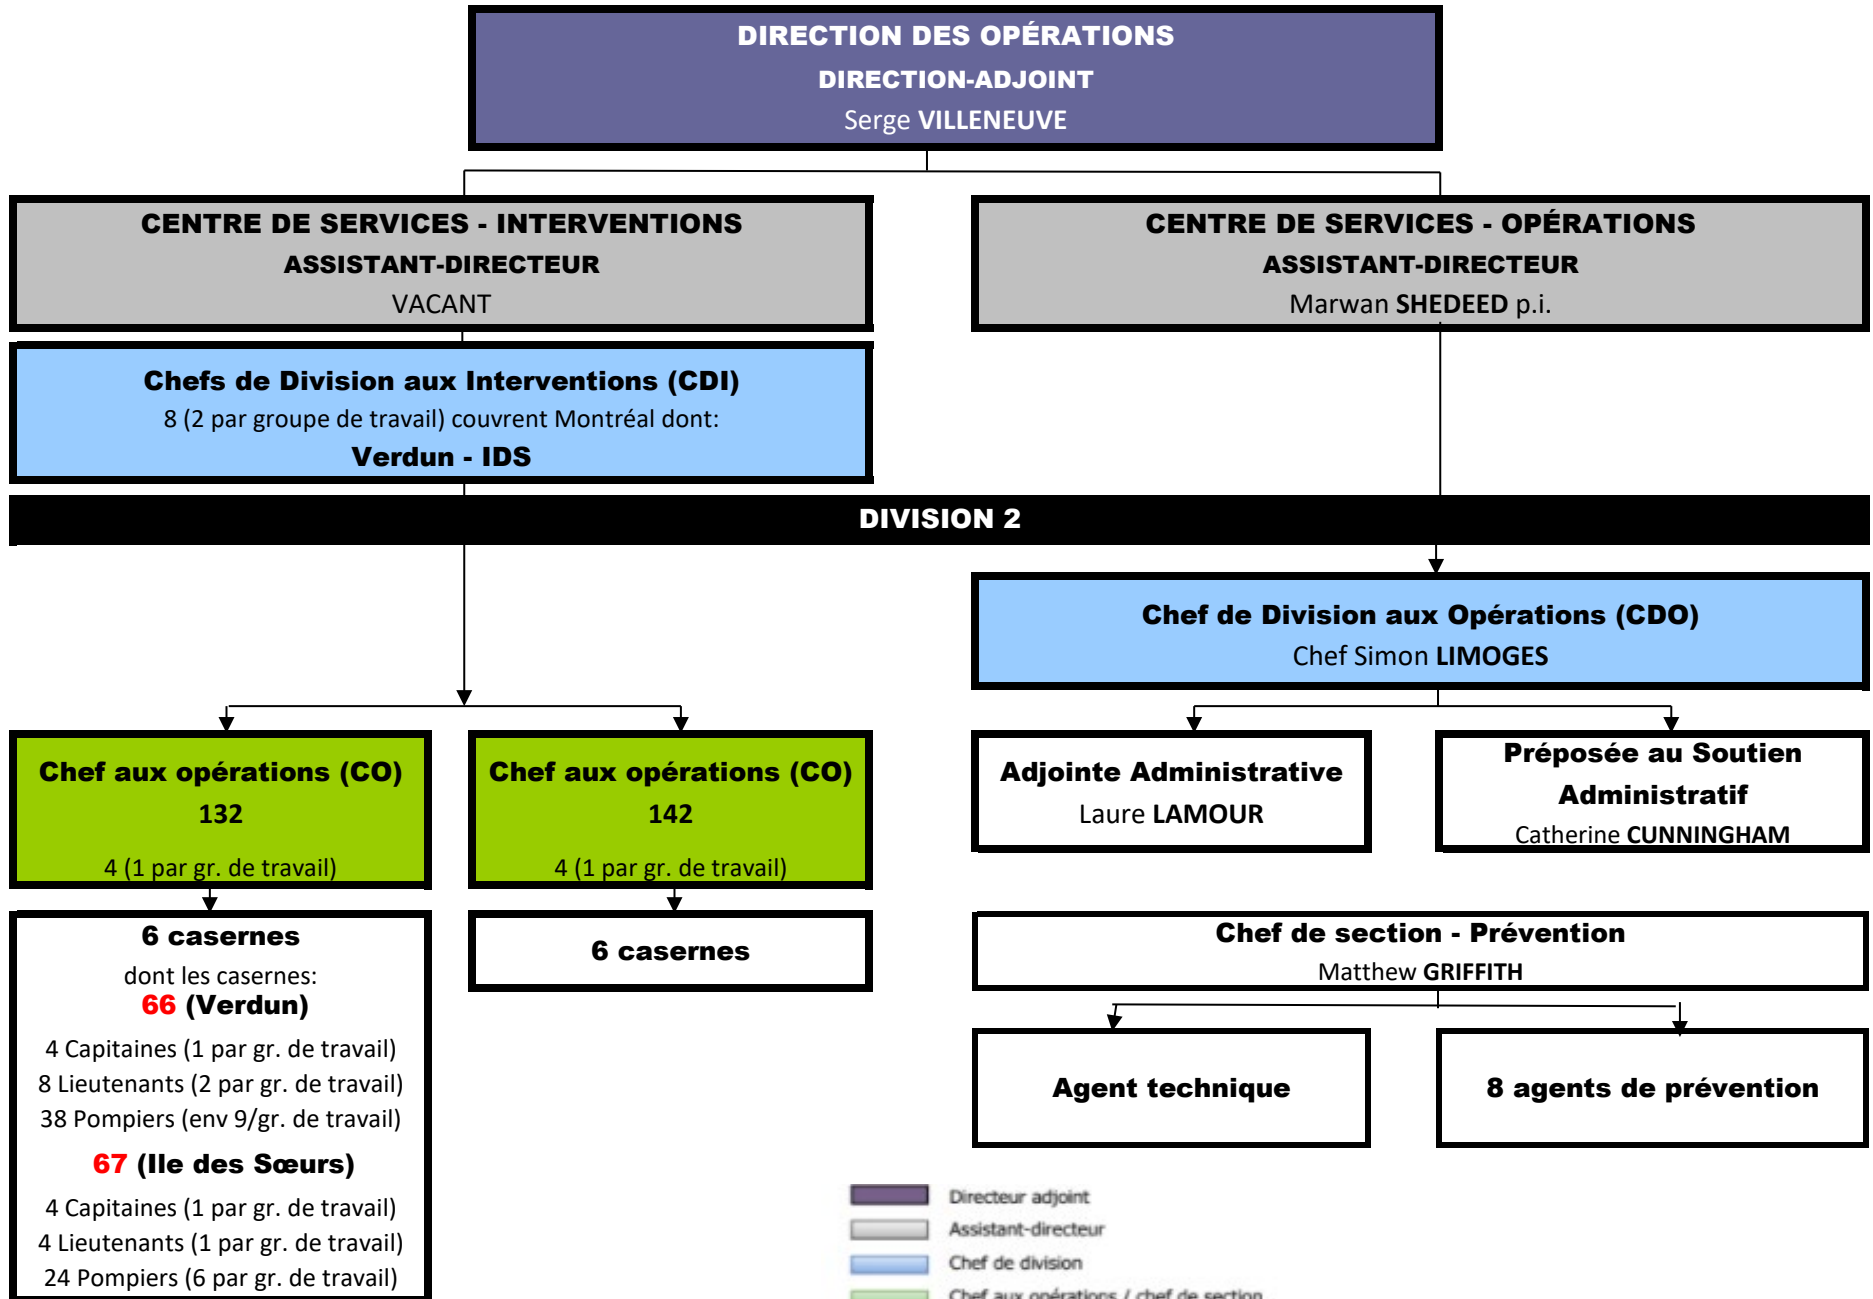 DIRECTION DES OPÉRATIONS
DIRECTION-ADJOINT
Serge VILLENEUVE
CENTRE DE SERVICES - INTERVENTIONS
ASSISTANT-DIRECTEUR
VACANT
CENTRE DE SERVICES - OPÉRATIONS
ASSISTANT-DIRECTEUR
Marwan SHEDEED p.i.
Chefs de Division aux Interventions (CDI)
8 (2 par groupe de travail) couvrent Montréal dont:
Verdun - IDS
DIVISION 2
Chef de Division aux Opérations (CDO)
Chef Simon LIMOGES
Chef aux opérations (CO)
132
4 (1 par gr. de travail)
Chef aux opérations (CO)
142
4 (1 par gr. de travail)
Adjointe Administrative
Laure LAMOUR
Préposée au Soutien
Administratif
Catherine CUNNINGHAM
6 casernes
dont les casernes:
66 (Verdun)
4 Capitaines (1 par gr. de travail)
8 Lieutenants (2 par gr. de travail)
38 Pompiers (env 9/gr. de travail)
67 (Ile des Sœurs)
4 Capitaines (1 par gr. de travail)
4 Lieutenants (1 par gr. de travail)
24 Pompiers (6 par gr. de travail)
6 casernes
Chef de section - Prévention
Matthew GRIFFITH
Agent technique
8 agents de prévention
Directeur adjoint
Assistant-directeur
Chef de division
Chef aux opérations / chef de section